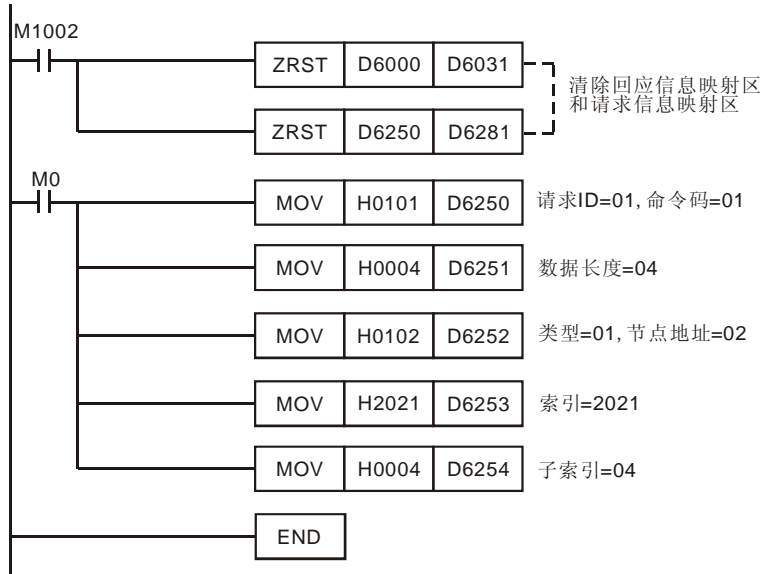 M1002
ZRST D6000 D6031
清除回应信息映射区
和请求信息映射区
ZRST D6250 D6281
M0
MOV H0101 D6250 请求ID=01,命令码=01
MOV H0004 D6251 数据长度=04
MOV H0102 D6252 类型=01,节点地址=02
MOV H2021 D6253 索引=2021
MOV H0004 D6254 子索引=04
END